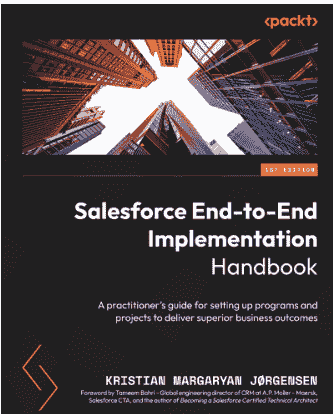 <packt>
1ST EDITION
Salesforce End-to-End
Implementation
Handbook
A practitioner's guide for setting up programs and
projects to deliver superior business outcomes
KRISTIAN MARGARYAN JØRGENSEN
Foreword by Tameem Bahri - Global engineering director of CRM at A.P. Moller - Maersk,
Salesforce CTA, and the author of Becoming a Salesforce Certified Technical Architect